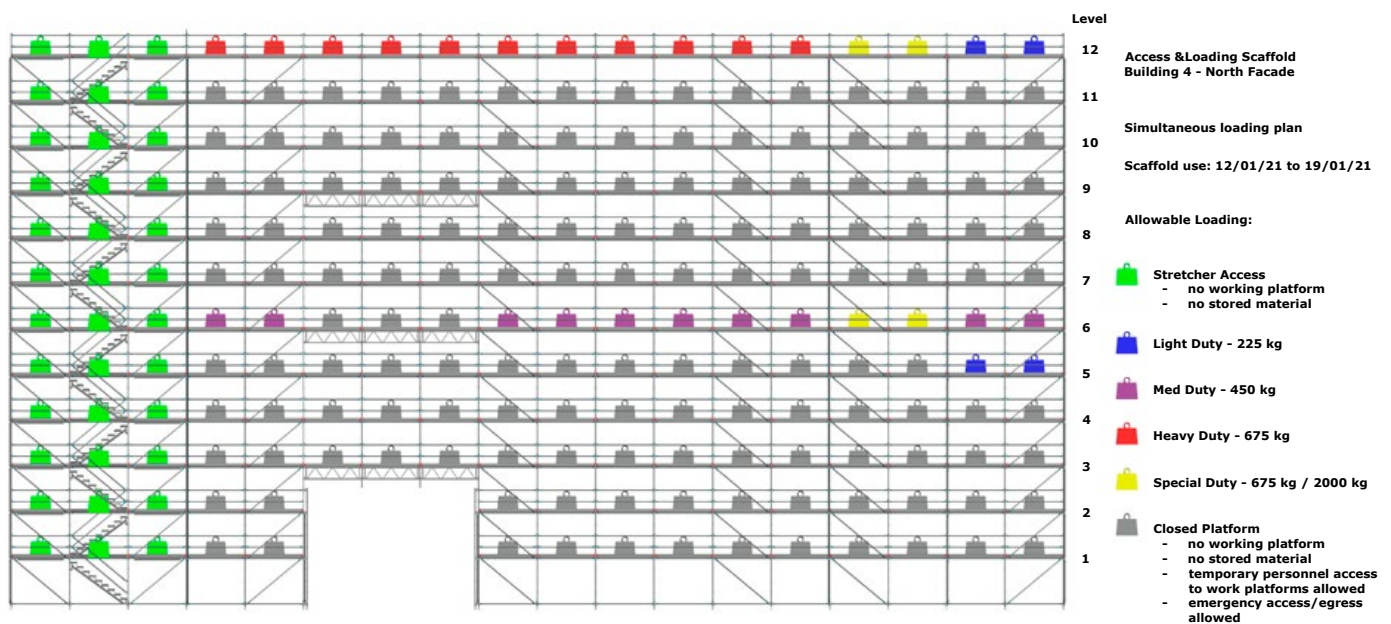 Level
12
11
10
9
8
7
6
5
4
3
2
1
Access &Loading Scaffold
Building 4 - North Facade
Simultaneous loading plan
Scaffold use: 12/01/21 to 19/01/21
Allowable Loading:
Stretcher Access
- no working platform
- no stored material
Light Duty - 225 kg
Med Duty - 450 kg
Heavy Duty - 675 kg
Special Duty - 675 kg / 2000 kg
Closed Platform
- no working platform
- no stored material
- temporary personnel access
to work platforms allowed
- emergency access/egress
allowed